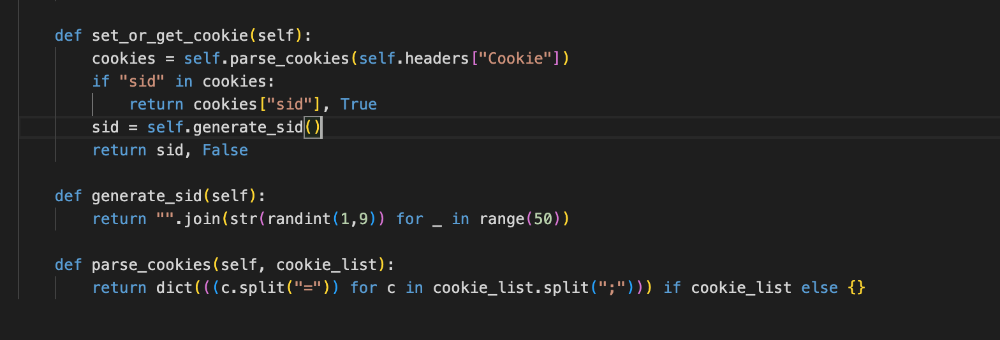 def set_or_get_cookie(self):
cookies = self.parse_cookies(self.headers["Cookie"])
if "sid" in cookies:
return cookies["sid"], True
sid = self.generate_sid()
return sid, False
def generate_sid(self):
return "".join(str(randint(1,9)) for _ in range(50))
def parse_cookies(self, cookie_list):
return dict(((c.split("=")) for c in cookie_list.split(";"))) if cookie_list else {}